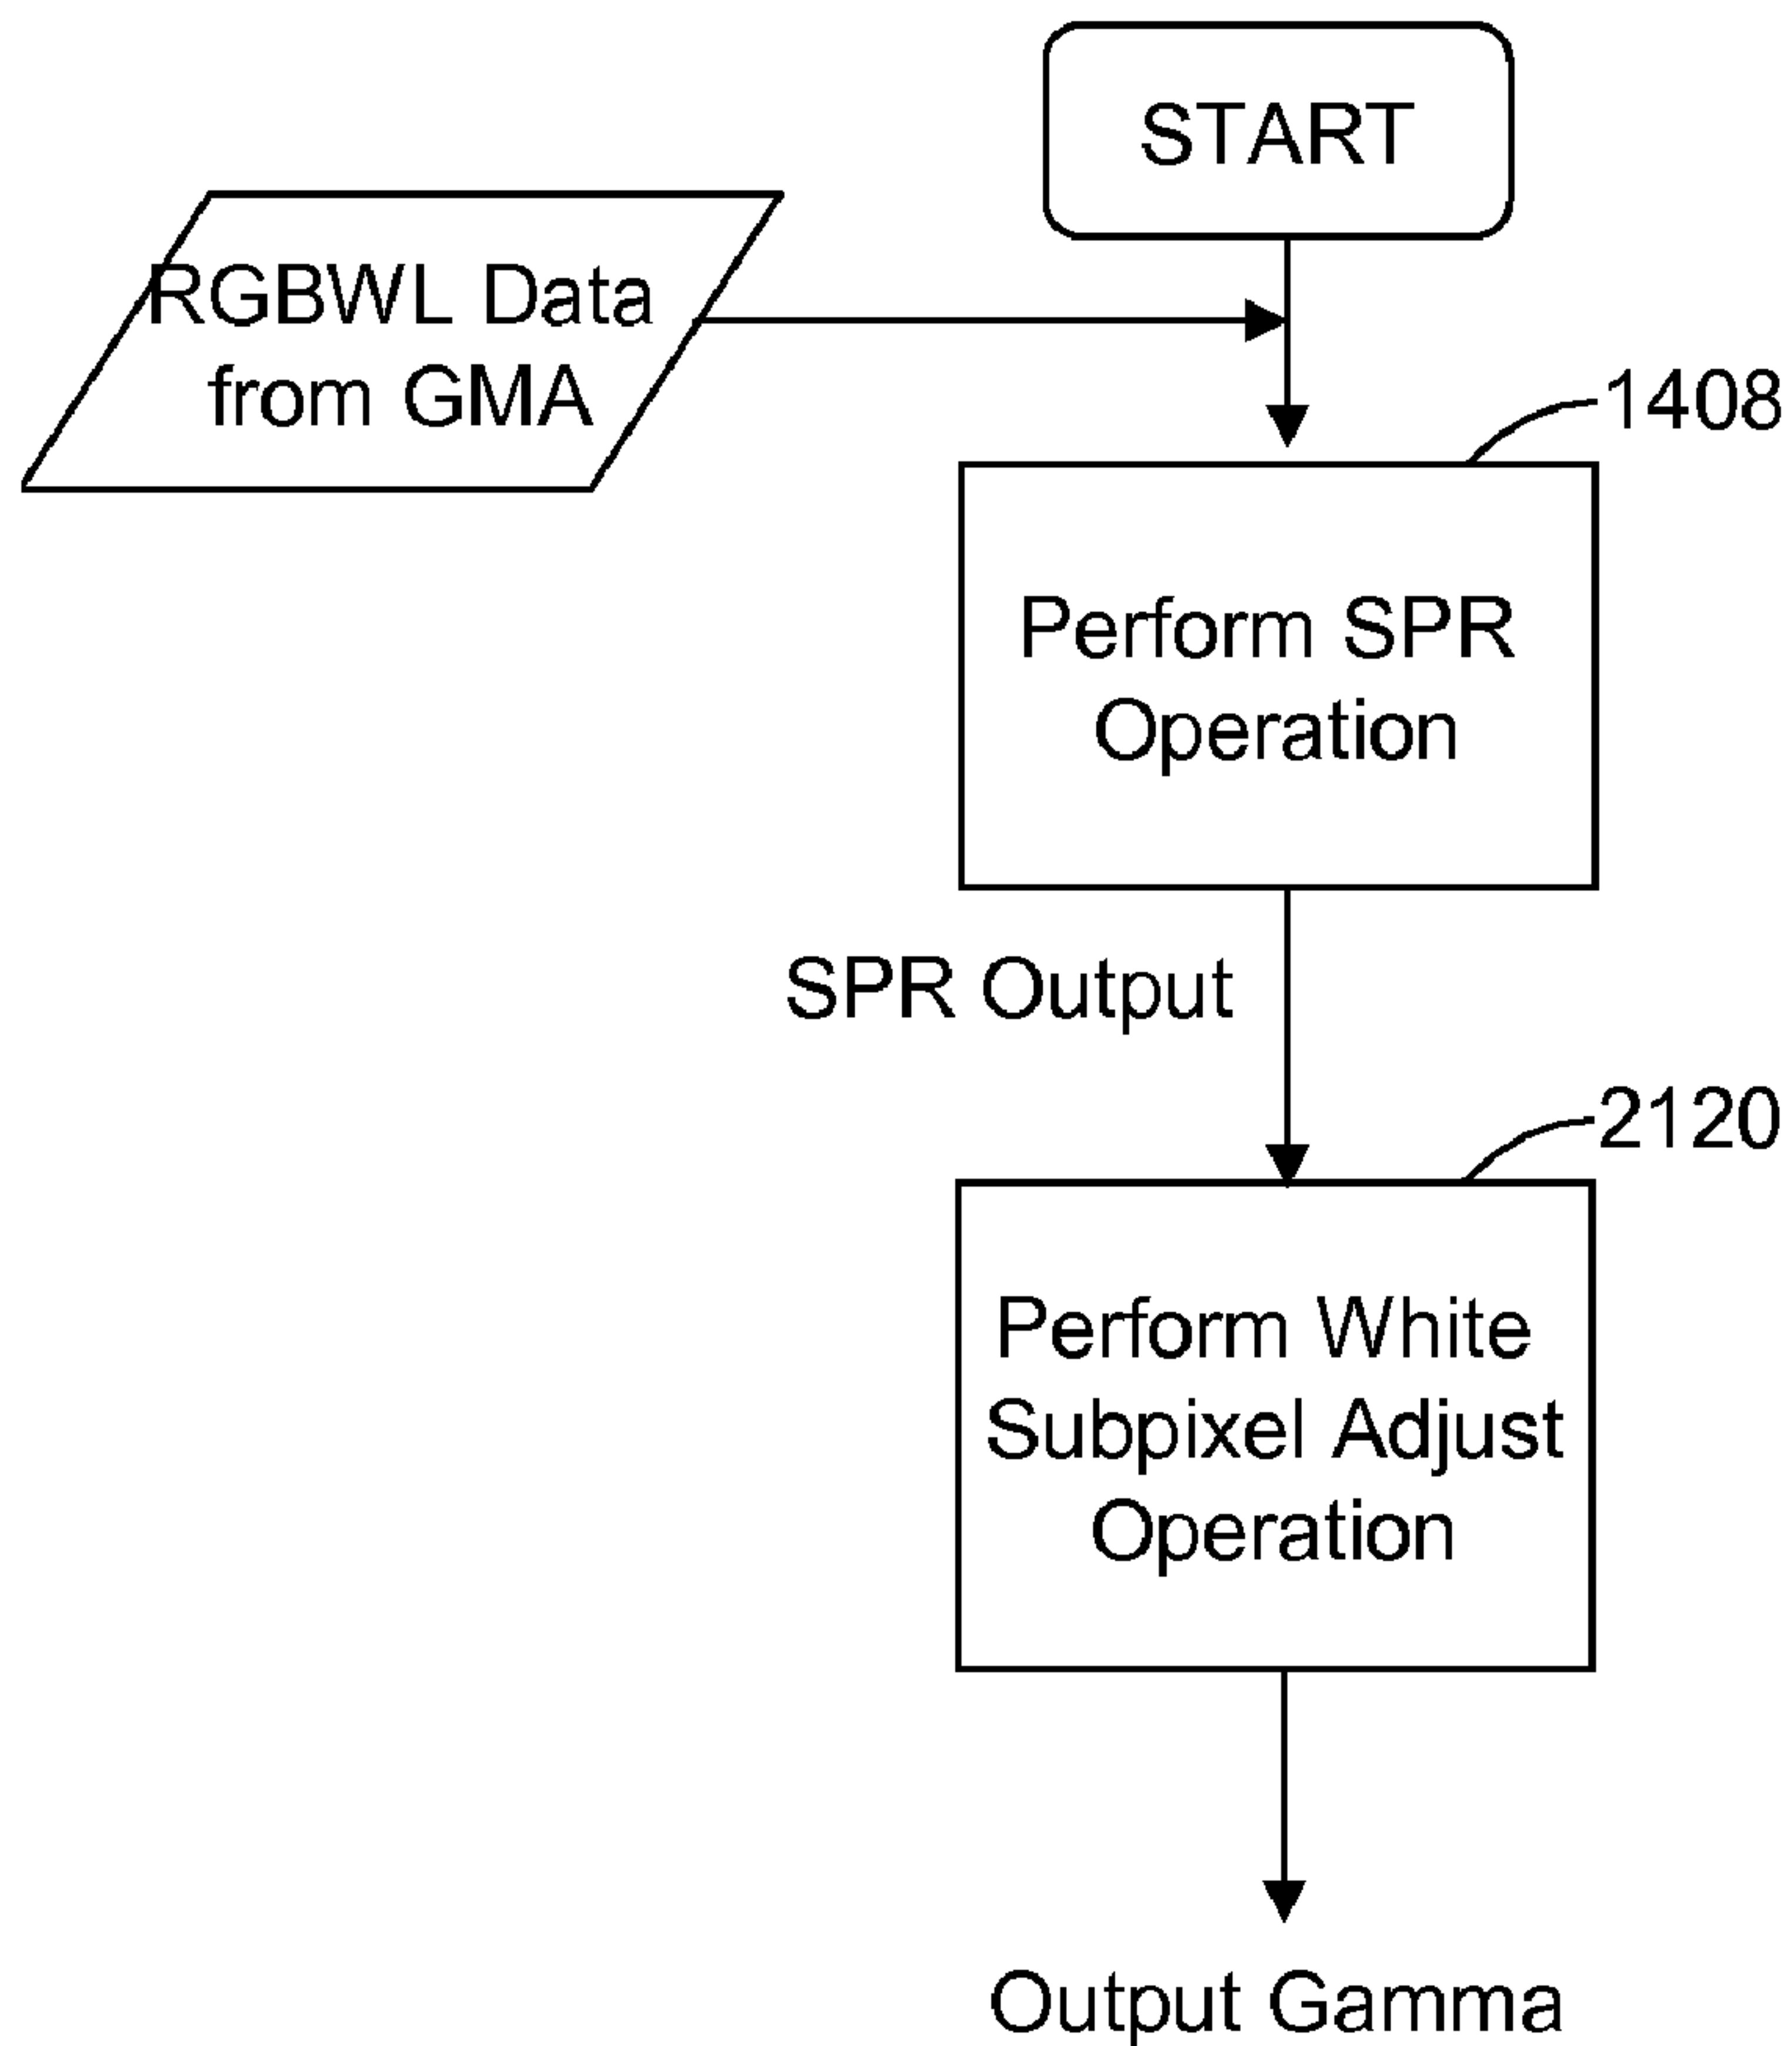 START
RGBWL Data
from GMA
1408
Perform SPR
Operation
SPR Output
2120
Perform White
Subpixel Adjust
Operation
Output Gamma